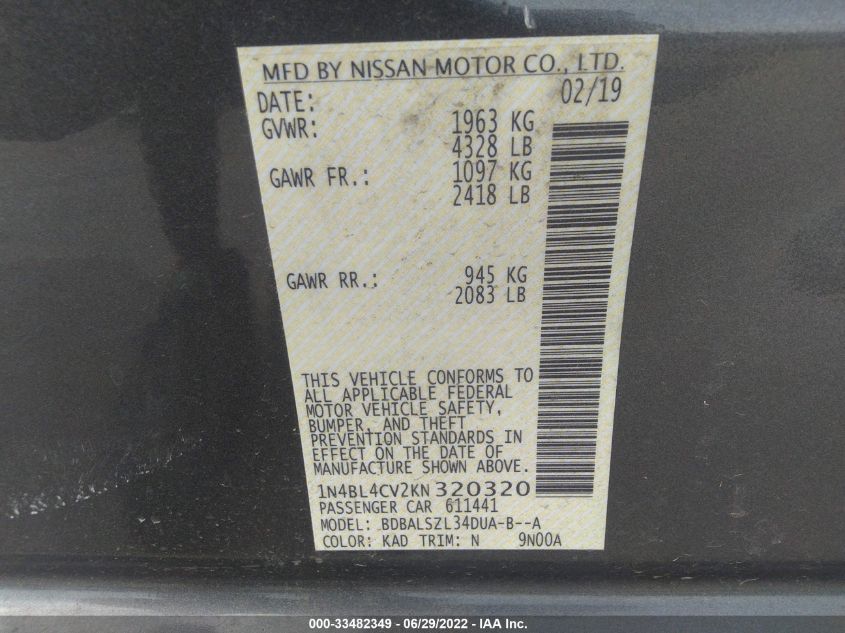 MFD BY NISSAN MOTOR CO., LTD.
DATE: 02/19
GVWR: 1963 KG
4328 LB
GAWR FR.: 1097 KG
2418 LB
GAWR RR.: 945 KG
2083 LB
THIS VEHICLE CONFORMS TO
ALL APPLICABLE FEDERAL
MOTOR VEHICLE SAFETY,
BUMPER, AND THEFT
PREVENTION STANDARDS IN
EFFECT ON THE DATE OF
MANUFACTURE SHOWN ABOVE.
1N4BL4CV2KN320320
PASSENGER CAR 611441
MODEL: BDBALSZL34DUA-B--A
COLOR: KAD TRIM: N 9N00A
000-33482349 - 06/29/2022 - IAA Inc.